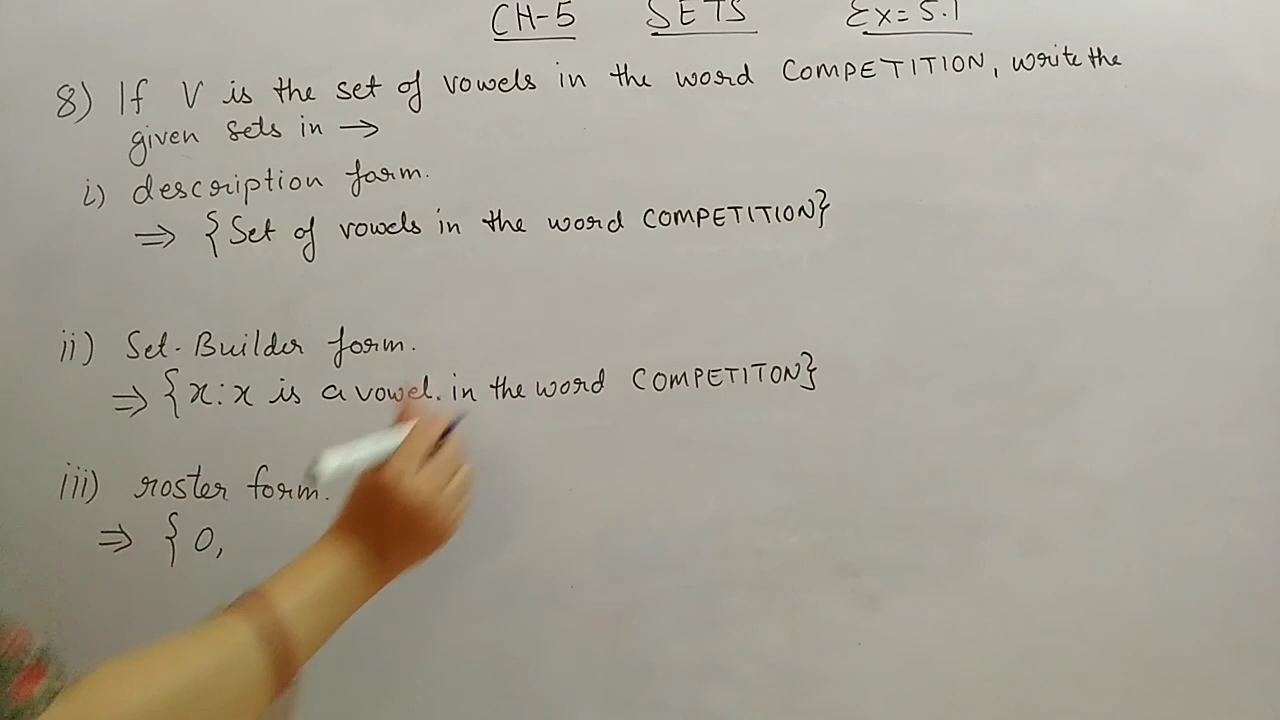 CH-5 SETS Ex= 5.1
8) If V is the set of vowels in the word COMPETITION, write the
given sets in →
i) description form.
⇒ {Set of vowels in the word COMPETITION}
ii) Set-Builder form.
⇒ {x:x is a vowel. in the word COMPETITON}
iii) roster form.
⇒ { O,